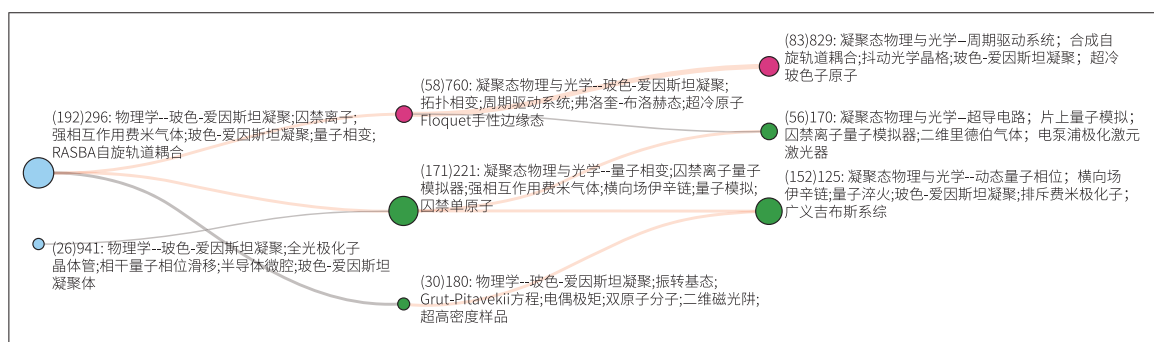 (192)296: 物理学--玻色-爱因斯坦凝聚;囚禁离子;
强相互作用费米气体;玻色-爱因斯坦凝聚;量子相变;
RASBA自旋轨道耦合
(26)941: 物理学--玻色-爱因斯坦凝聚;全光极化子
晶体管;相干量子相位滑移;半导体微腔;玻色-爱因斯坦
凝聚体
(58)760: 凝聚态物理与光学--玻色-爱因斯坦凝聚;
拓扑相变;周期驱动系统;弗洛奎-布洛赫态;超冷原子
Floquet手性边缘态
(171)221: 凝聚态物理与光学--量子相变;囚禁离子量子
模拟器;强相互作用费米气体;横向场伊辛链;量子模拟;
囚禁单原子
(30)180: 物理学--玻色-爱因斯坦凝聚;振转基态;
Grut-Pitavekii方程;电偶极矩;双原子分子;二维磁光阱;
超高密度样品
(83)829: 凝聚态物理与光学–周期驱动系统；合成自
旋轨道耦合;抖动光学晶格;玻色-爱因斯坦凝聚；超冷
玻色子原子
(56)170: 凝聚态物理与光学–超导电路；片上量子模拟；
囚禁离子量子模拟器;二维里德伯气体；电泵浦极化激元
激光器
(152)125: 凝聚态物理与光学–动态量子相位；横向场
伊辛链;量子淬火;玻色-爱因斯坦凝聚;排斥费米极化子；
广义吉布斯系综